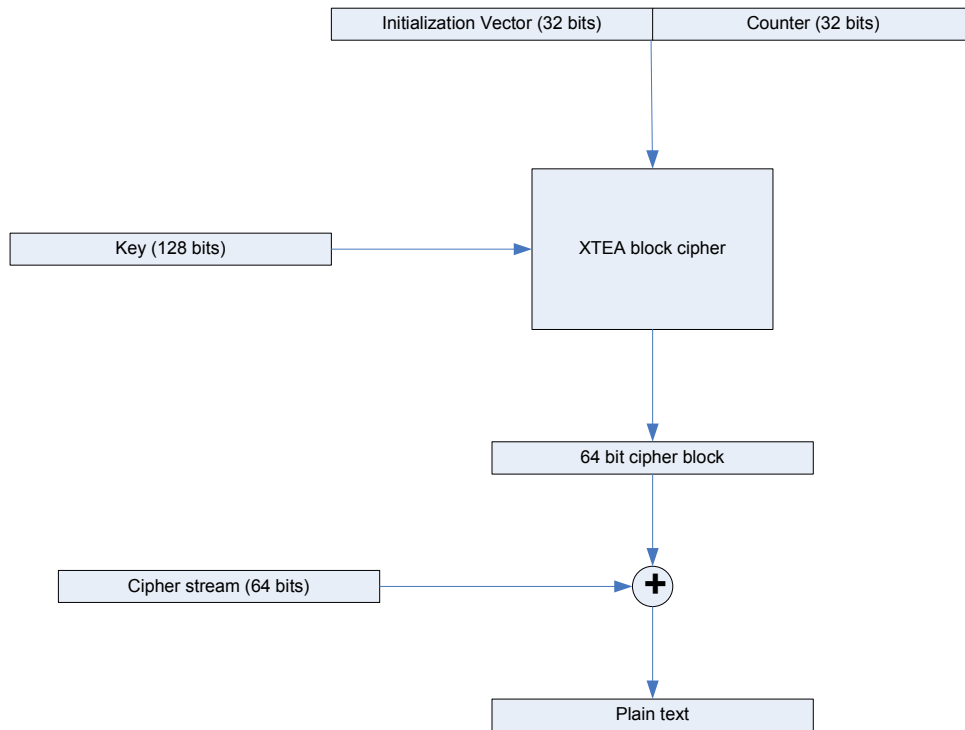 Initialization Vector (32 bits)
Counter (32 bits)
Key (128 bits)
XTEA block cipher
64 bit cipher block
Cipher stream (64 bits)
+
Plain text